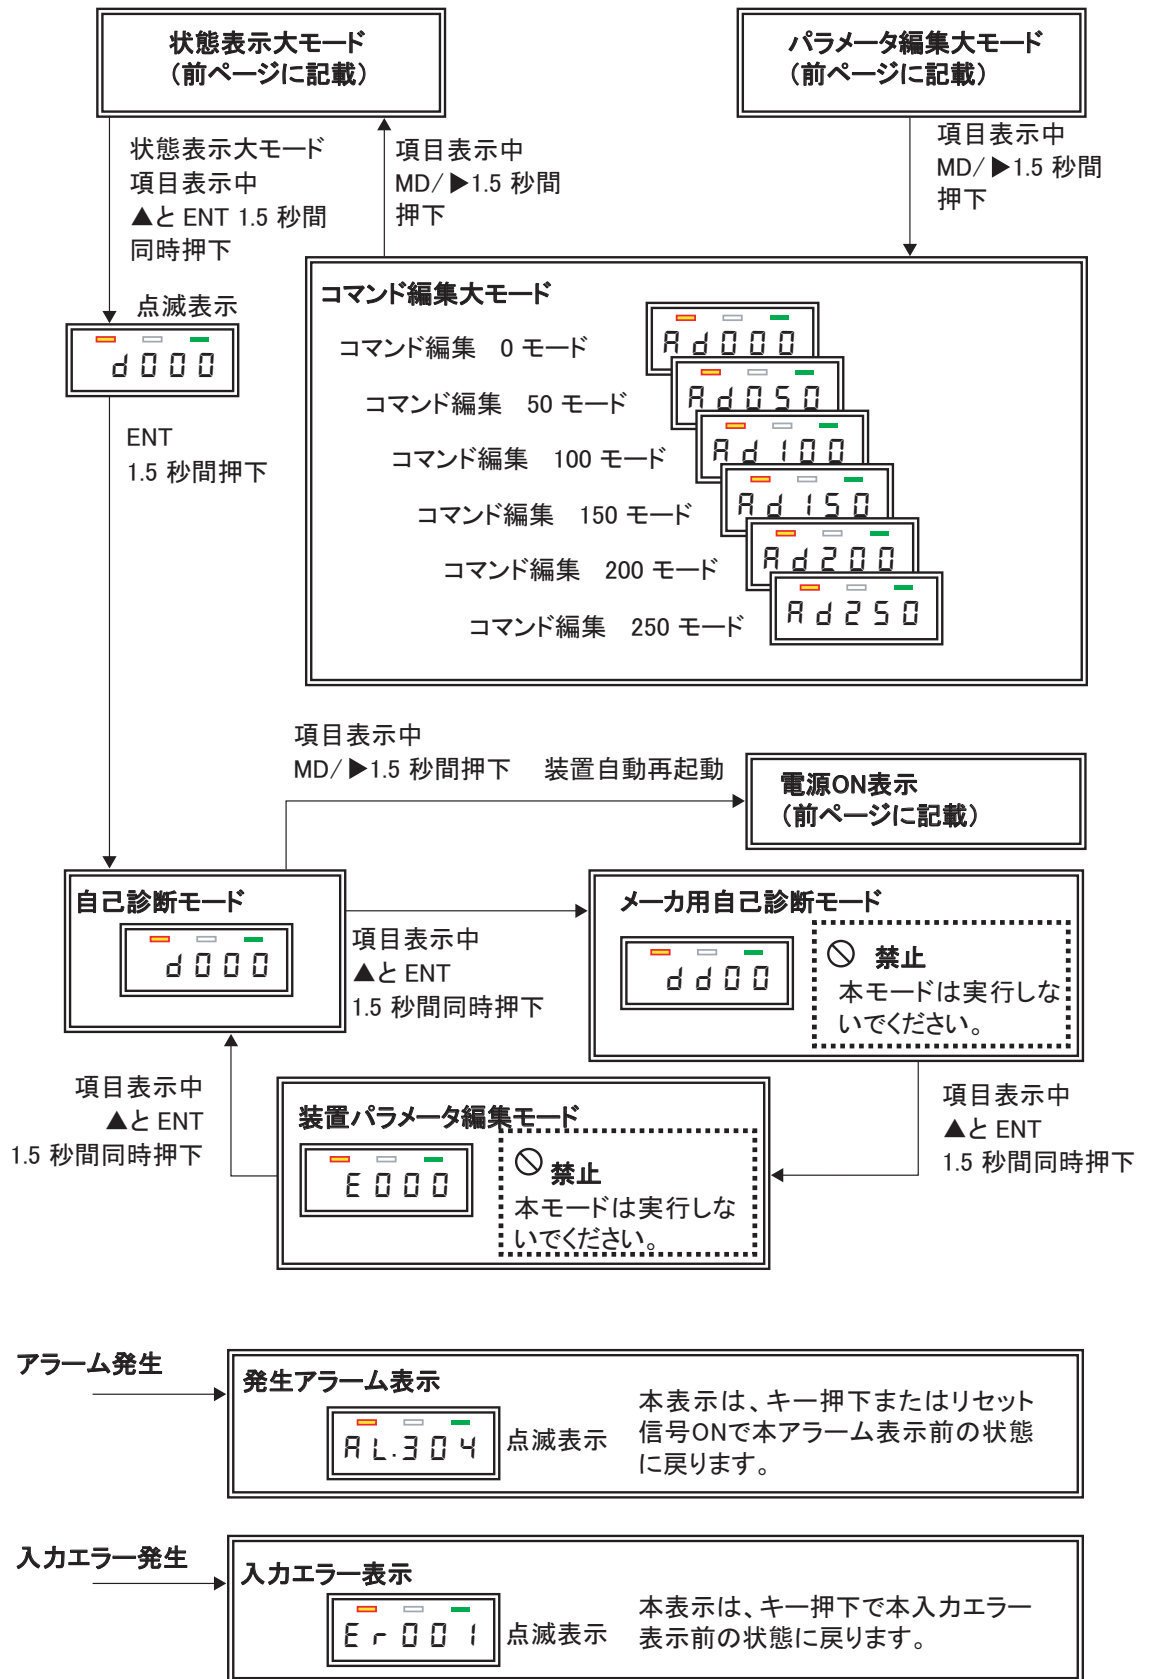 状態表示大モード
（前ページに記載）
パラメータ編集大モード
（前ページに記載）
状態表示大モード
項目表示中
▲と ENT 1.5 秒間
同時押下
項目表示中
MD/▶1.5 秒間
押下
項目表示中
MD/▶1.5 秒間
押下
点滅表示
d000
ENT
1.5 秒間押下
コマンド編集大モード
コマンド編集　0 モード
Ad000
コマンド編集　50 モード
Ad050
コマンド編集　100 モード
Ad100
コマンド編集　150 モード
Ad150
コマンド編集　200 モード
Ad200
コマンド編集　250 モード
Ad250
項目表示中
MD/▶1.5 秒間押下　装置自動再起動
電源ON表示
（前ページに記載）
自己診断モード
d000
項目表示中
▲と ENT
1.5 秒間同時押下
メーカ用自己診断モード
dd00
禁止
本モードは実行しな
いでください。
項目表示中
▲と ENT
1.5 秒間同時押下
装置パラメータ編集モード
E000
禁止
本モードは実行しな
いでください。
項目表示中
▲と ENT
1.5 秒間同時押下
アラーム発生
発生アラーム表示
AL.304
点滅表示
本表示は、キー押下またはリセット
信号ONで本アラーム表示前の状態
に戻ります。
入力エラー発生
入力エラー表示
Er001
点滅表示
本表示は、キー押下で本入力エラー
表示前の状態に戻ります。